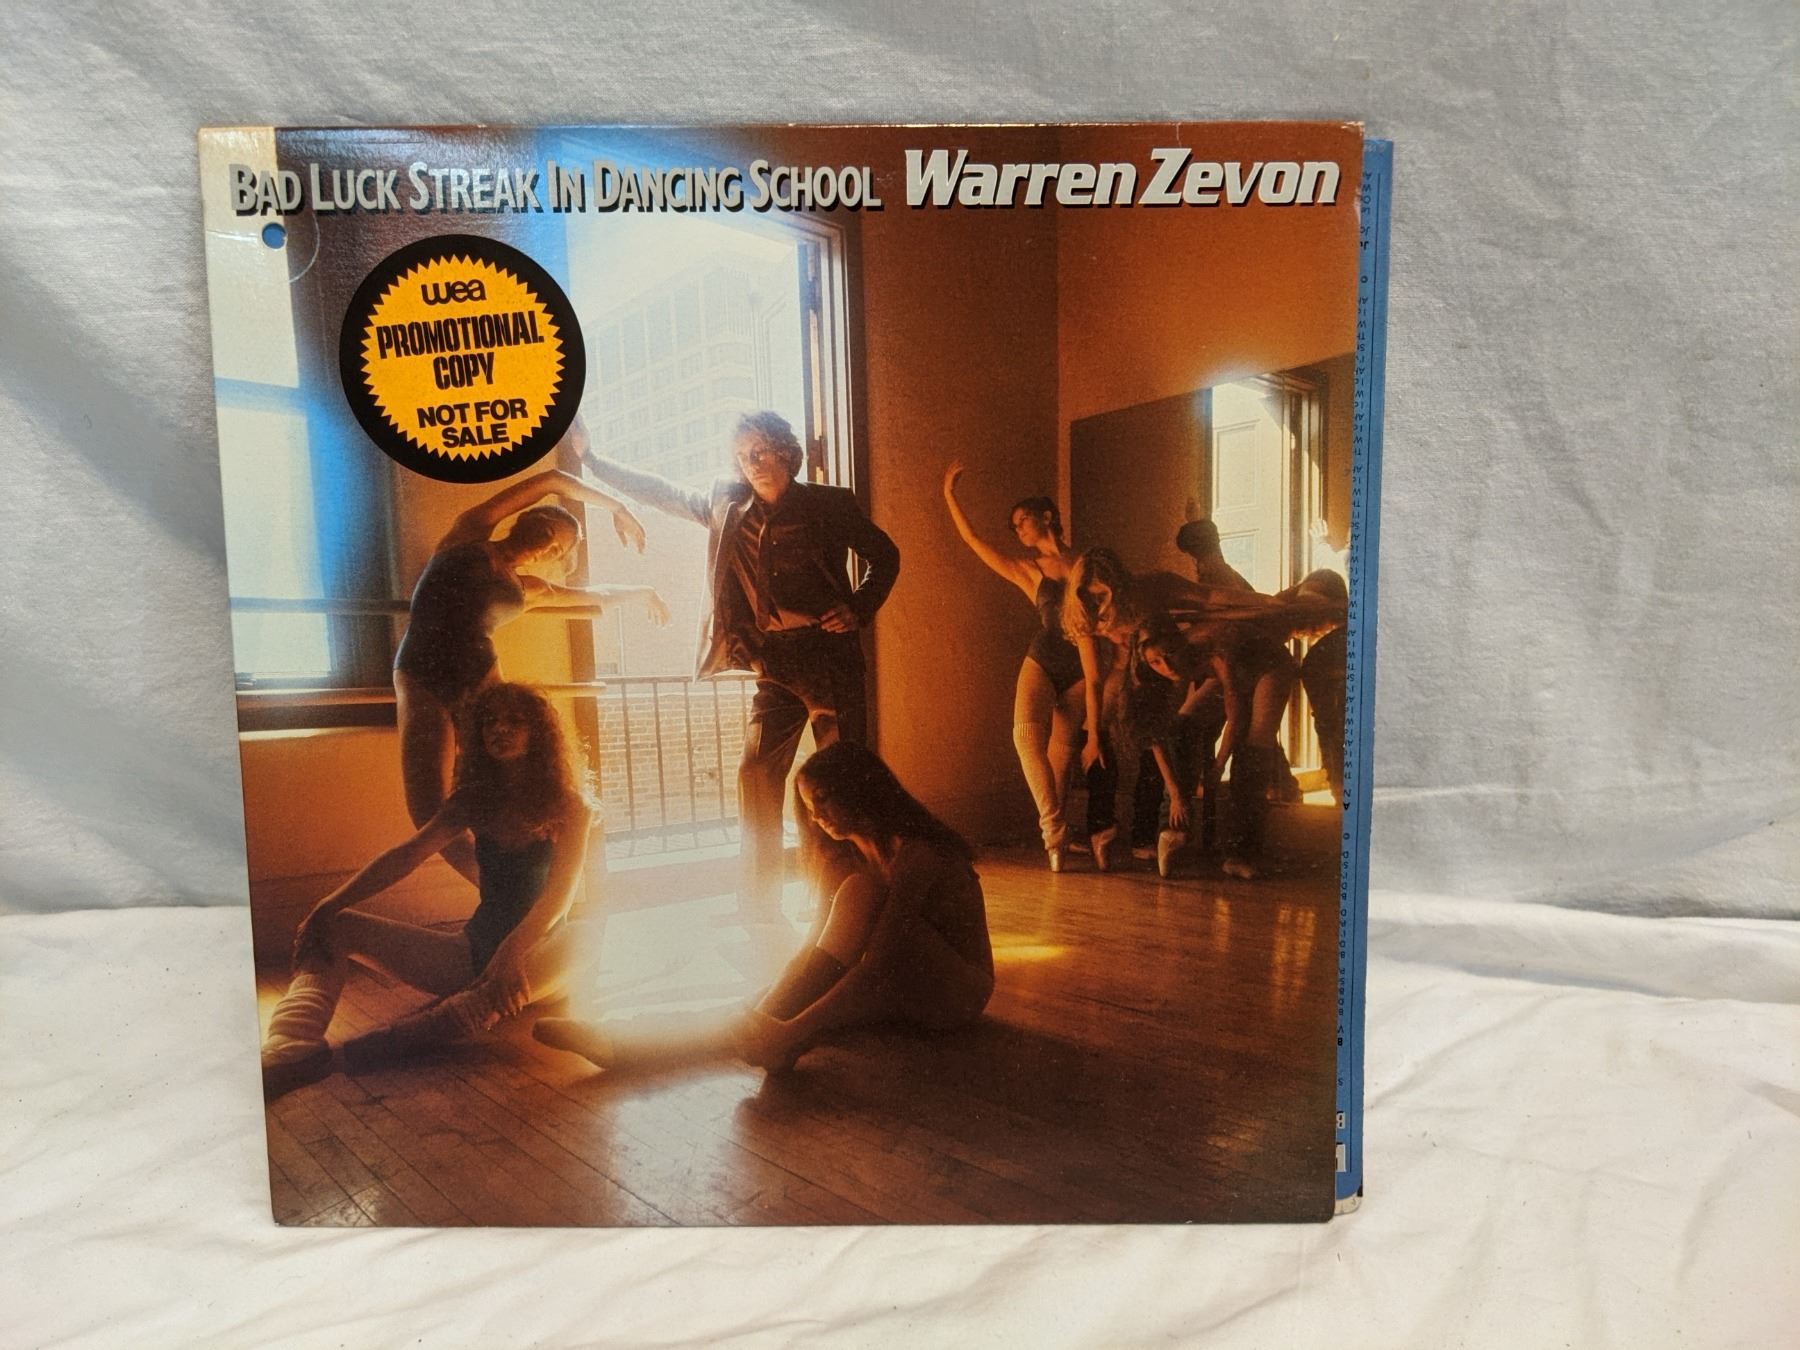 BAD LUCK STREAK IN DANCING SCHOOL Warren Zevon
wea
PROMOTIONAL
COPY
NOT FOR
SALE